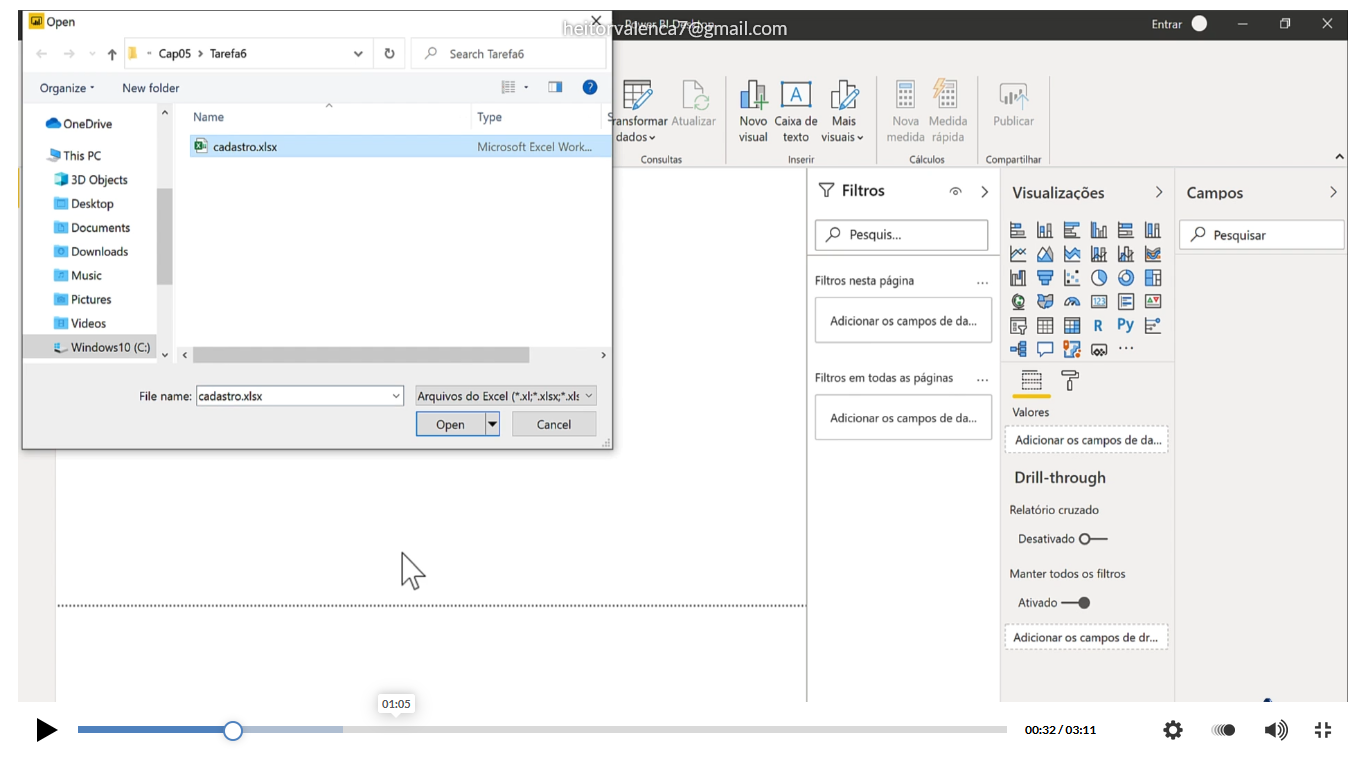 Open
Power BI Desktop
heitorvalenca7@gmail.com
Entrar
Cap05 > Tarefa6
Search Tarefa6
Organize
New folder
Name
Type
S
OneDrive
This PC
3D Objects
Desktop
Documents
Downloads
Music
Pictures
Videos
Windows10 (C:)
cadastro.xlsx
Microsoft Excel Work...
File name:
cadastro.xlsx
Arquivos do Excel (*.xl;*.xlsx;*.xls
Open
Cancel
ransformar
dados
Atualizar
Consultas
Novo
visual
Caixa de
texto
Mais
visuais
Inserir
Nova
medida
Medida
rápida
Cálculos
Publicar
Compartilhar
Filtros
Pesquis...
Filtros nesta página
...
Adicionar os campos de da...
Filtros em todas as páginas
...
Adicionar os campos de da...
Visualizações
123
R
Py
...
Valores
Adicionar os campos de da...
Drill-through
Relatório cruzado
Desativado
Manter todos os filtros
Ativado
Adicionar os campos de dr...
Campos
Pesquisar
01:05
00:32 / 03:11